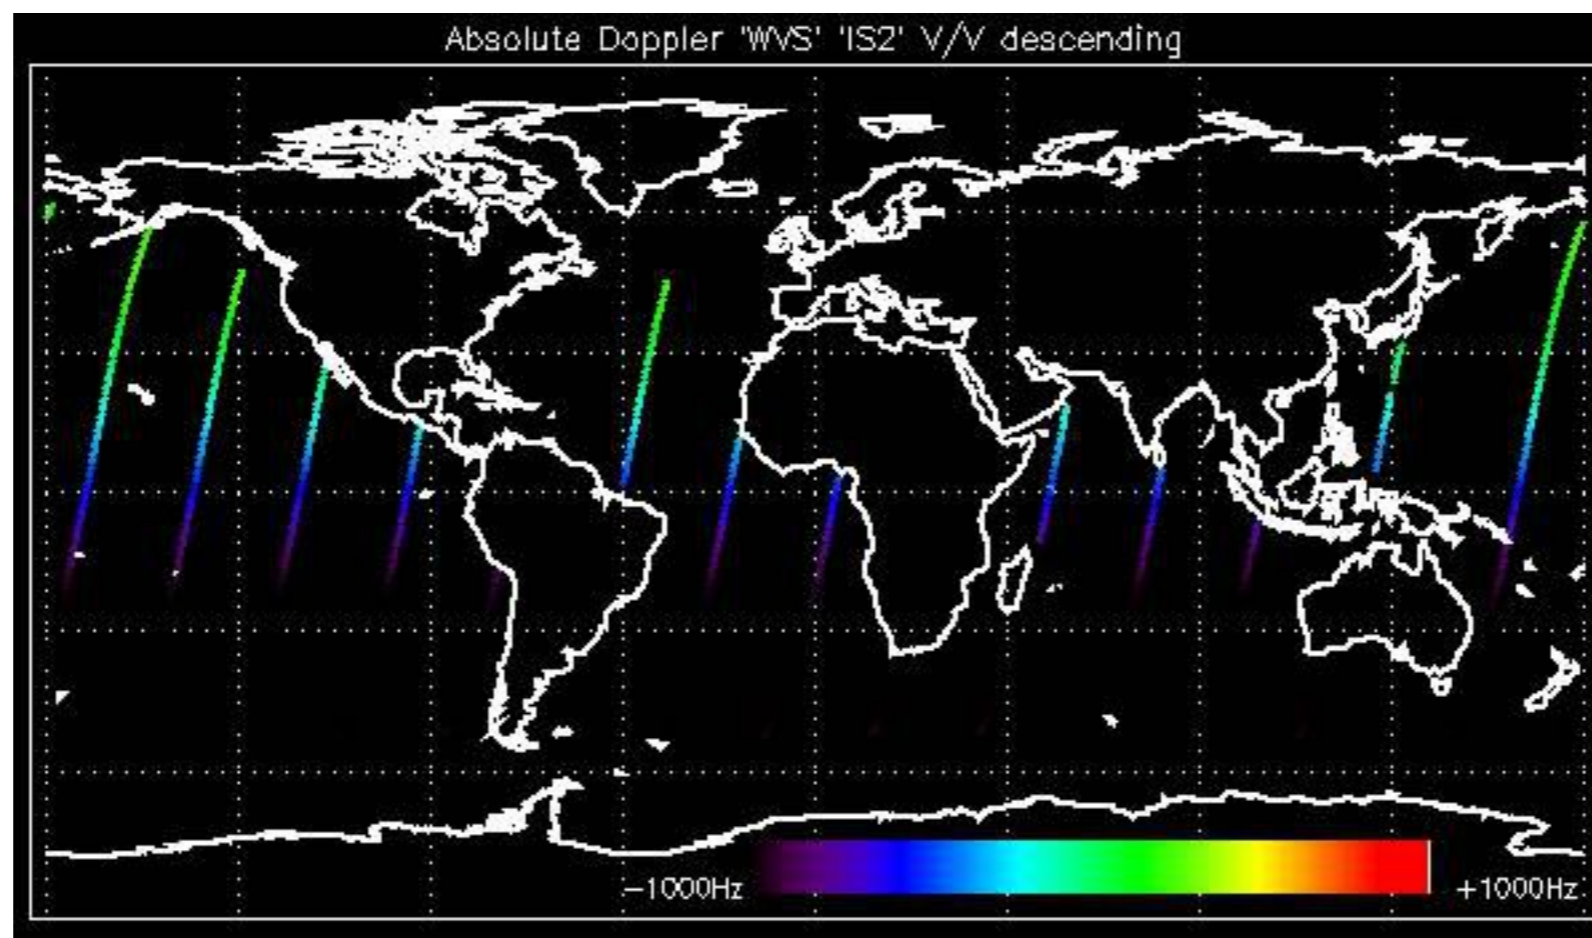 Absolute Doppler 'WVS' 'IS2' V/V descending
−1000Hz
+1000Hz